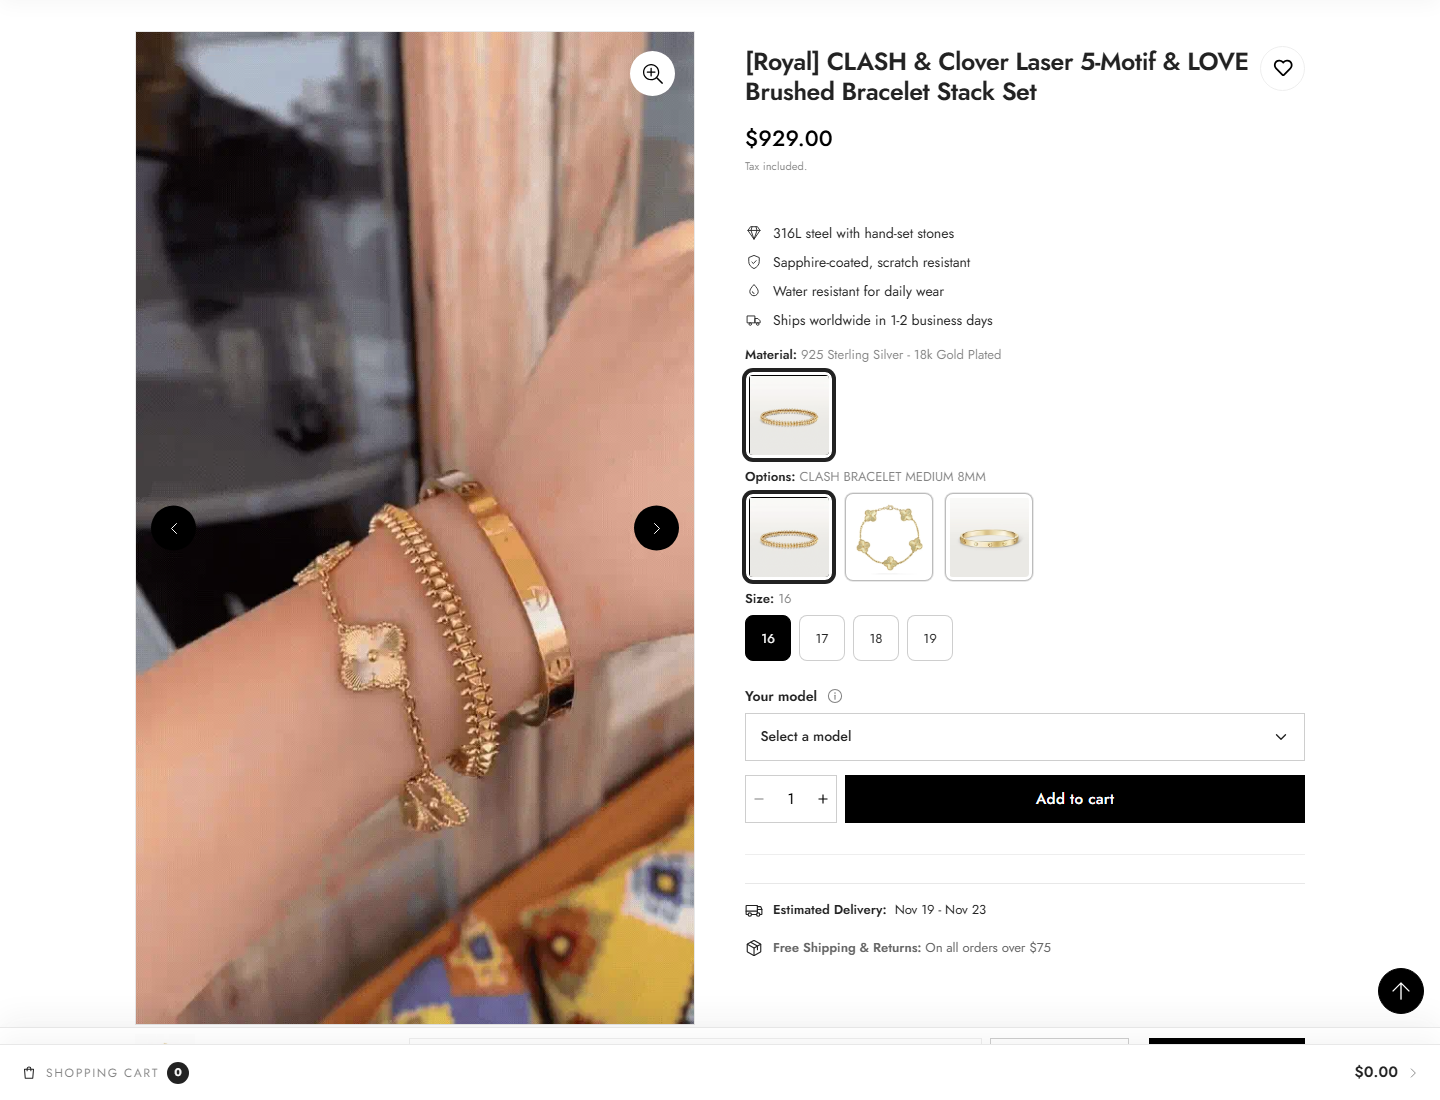 [Royal] CLASH & Clover Laser 5-Motif & LOVE
Brushed Bracelet Stack Set
$929.00
Tax included.
316L steel with hand-set stones
Sapphire-coated, scratch resistant
Water resistant for daily wear
Ships worldwide in 1-2 business days
Material: 925 Sterling Silver - 18k Gold Plated
Options: CLASH BRACELET MEDIUM 8MM
Size: 16
16 17 18 19
Your model
Select a model
1
Add to cart
Estimated Delivery: Nov 19 - Nov 23
Free Shipping & Returns: On all orders over $75
SHOPPING CART 0
$0.00